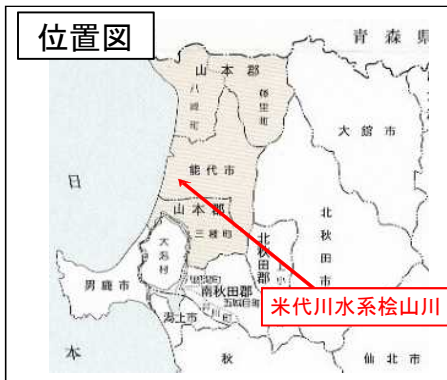 位置図
青森県
山本郡
八峰町
藤里町
大館市
能代市
日
山本郡
三種町
北秋田市
北秋田郡
大潟村
男鹿市
南秋田郡
五城目町
米代川水系桧山川
潟上市
本
秋
仙北市